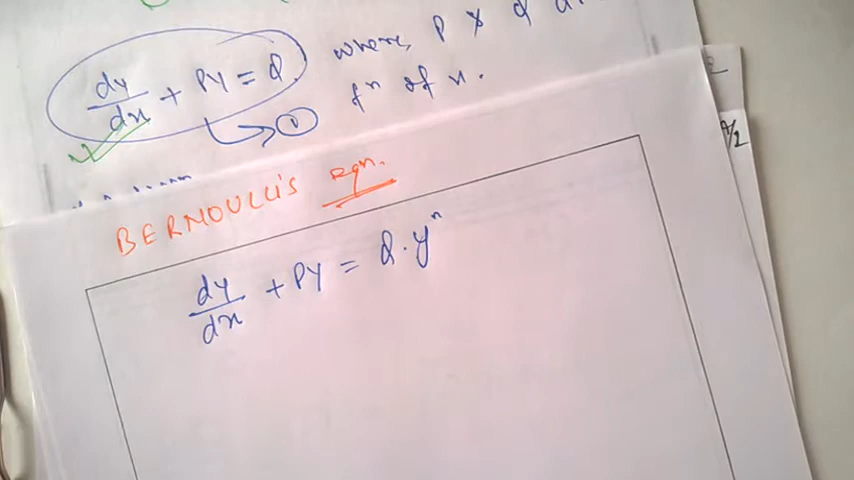 dy/dx + Py = Q where, P & Q
①
fⁿ of x.
BERNOULLI'S eqn.
dy/dx + Py = Q · yⁿ